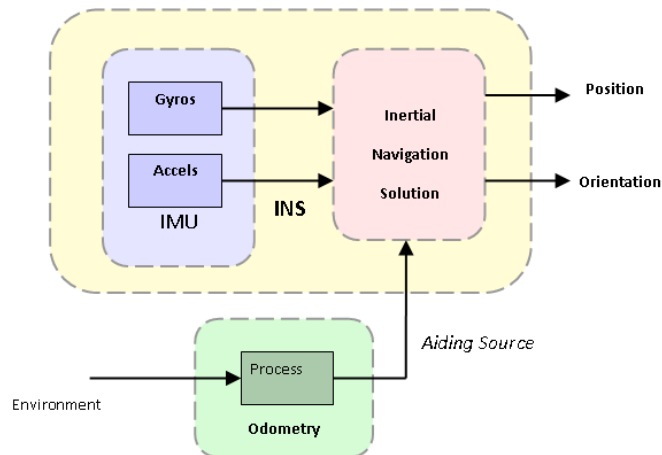 Gyros
Accels
IMU
INS
Inertial
Navigation
Solution
Position
Orientation
Aiding Source
Process
Environment
Odometry